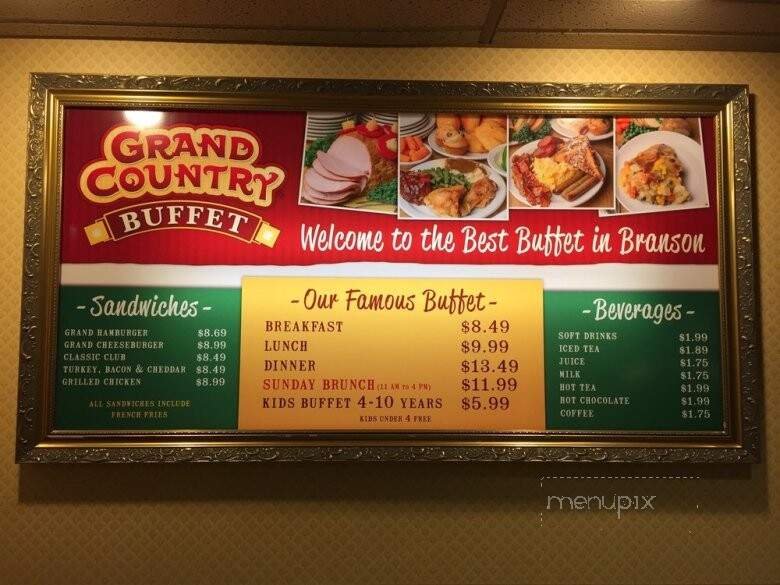 GRAND
COUNTRY
BUFFET
Welcome to the Best Buffet in Branson
- Sandwiches -
GRAND HAMBURGER $8.69
GRAND CHEESEBURGER $8.99
CLASSIC CLUB $8.49
TURKEY, BACON & CHEDDAR $8.49
GRILLED CHICKEN $8.99
ALL SANDWICHES INCLUDE
FRENCH FRIES
- Our Famous Buffet -
BREAKFAST $8.49
LUNCH $9.99
DINNER $13.49
SUNDAY BRUNCH (11 AM TO 4 PM) $11.99
KIDS BUFFET 4-10 YEARS $5.99
KIDS UNDER 4 FREE
- Beverages -
SOFT DRINKS $1.99
ICED TEA $1.89
JUICE $1.75
MILK $1.75
HOT TEA $1.99
HOT CHOCOLATE $1.99
COFFEE $1.75
menupix